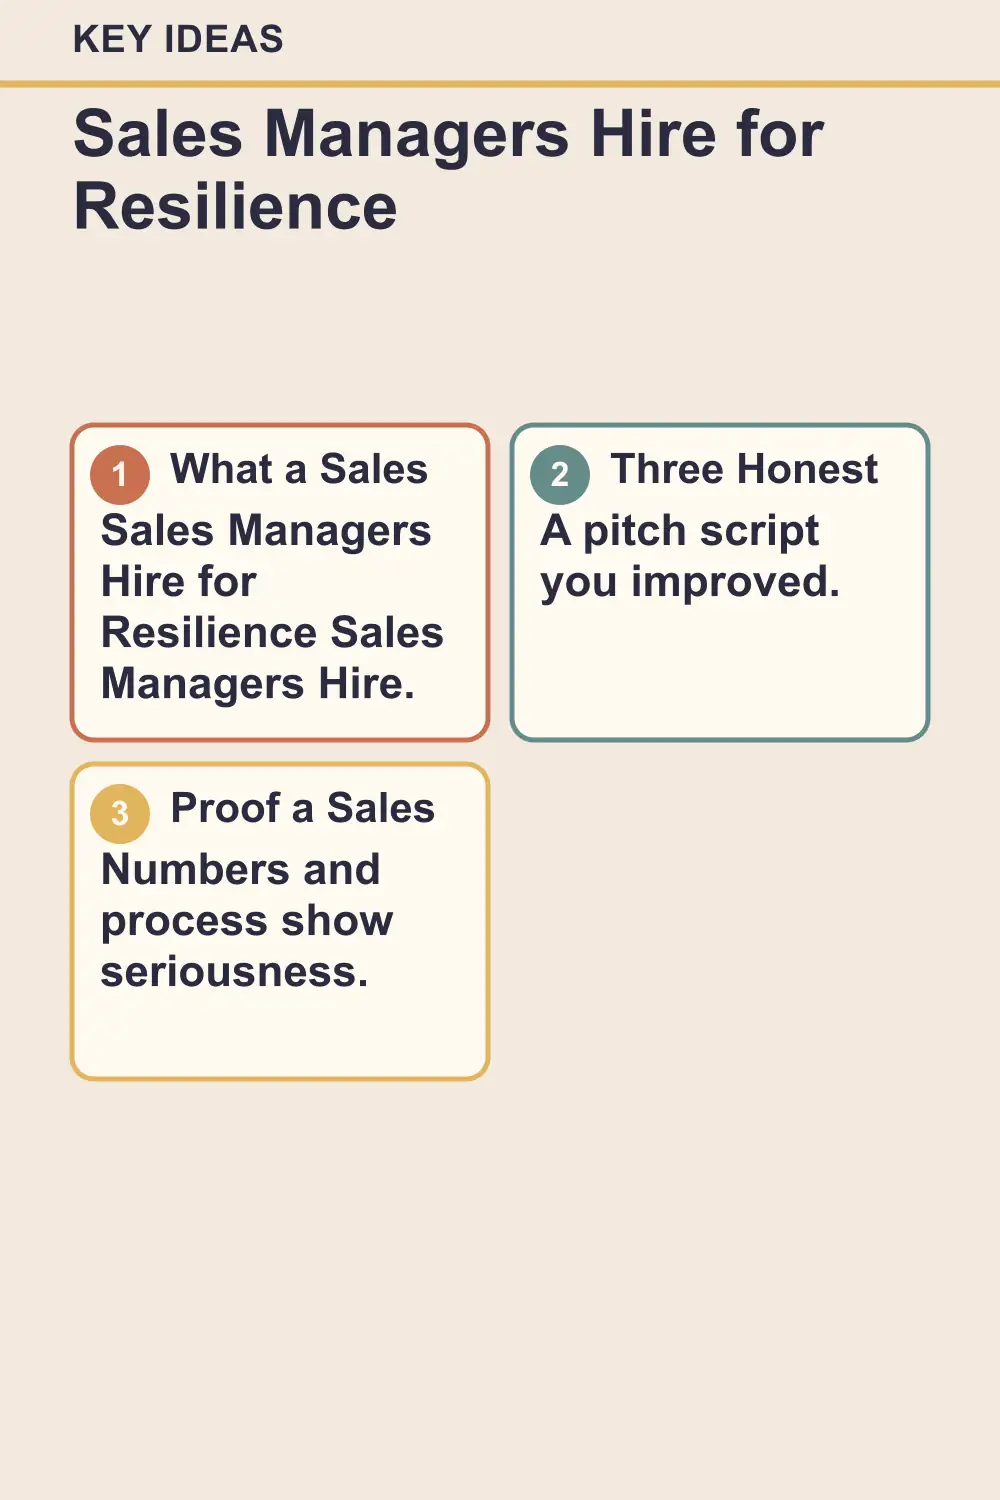 KEY IDEAS
Sales Managers Hire for
Resilience
1 What a Sales
Sales Managers
Hire for
Resilience Sales
Managers Hire.
2 Three Honest
A pitch script
you improved.
3 Proof a Sales
Numbers and
process show
seriousness.